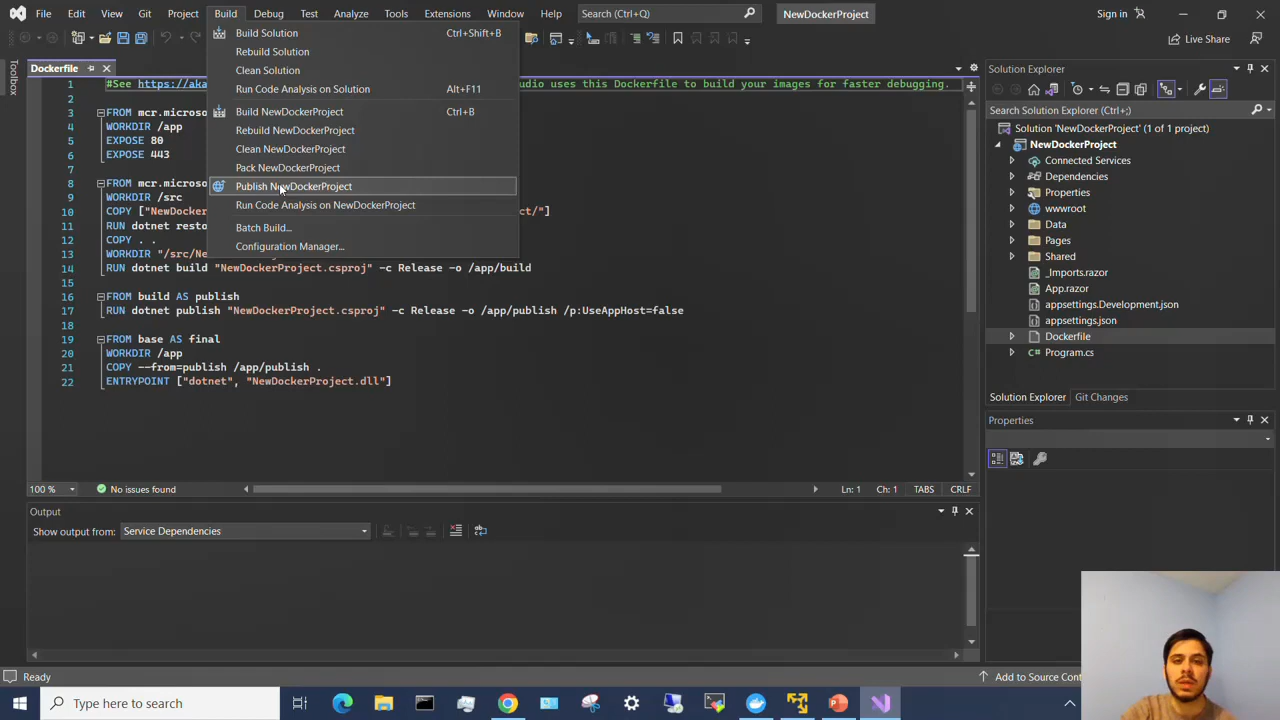 File Edit View Git Project Build Debug Test Analyze Tools Extensions Window Help Search (Ctrl+Q) NewDockerProject Sign in
Live Share
Toolbox
Build Solution Ctrl+Shift+B
Rebuild Solution
Clean Solution
Run Code Analysis on Solution Alt+F11
Build NewDockerProject Ctrl+B
Rebuild NewDockerProject
Clean NewDockerProject
Pack NewDockerProject
Publish NewDockerProject
Run Code Analysis on NewDockerProject
Batch Build...
Configuration Manager...
Dockerfile
1 #See https://aka udio uses this Dockerfile to build your images for faster debugging.
2
3 FROM mcr.microso
4 WORKDIR /app
5 EXPOSE 80
6 EXPOSE 443
7
8 FROM mcr.microso
9 WORKDIR /src
10 COPY ["NewDocker ct/"]
11 RUN dotnet resto
12 COPY . .
13 WORKDIR "/src/Ne
14 RUN dotnet build "NewDockerProject.csproj" -c Release -o /app/build
15
16 FROM build AS publish
17 RUN dotnet publish "NewDockerProject.csproj" -c Release -o /app/publish /p:UseAppHost=false
18
19 FROM base AS final
20 WORKDIR /app
21 COPY --from=publish /app/publish .
22 ENTRYPOINT ["dotnet", "NewDockerProject.dll"]
100 % No issues found Ln: 1 Ch: 1 TABS CRLF
Output
Show output from: Service Dependencies
Solution Explorer
Search Solution Explorer (Ctrl+;)
Solution 'NewDockerProject' (1 of 1 project)
NewDockerProject
Connected Services
Dependencies
Properties
wwwroot
Data
Pages
Shared
_Imports.razor
App.razor
appsettings.Development.json
appsettings.json
Dockerfile
C# Program.cs
Solution Explorer Git Changes
Properties
Ready Add to Source Cont
Type here to search